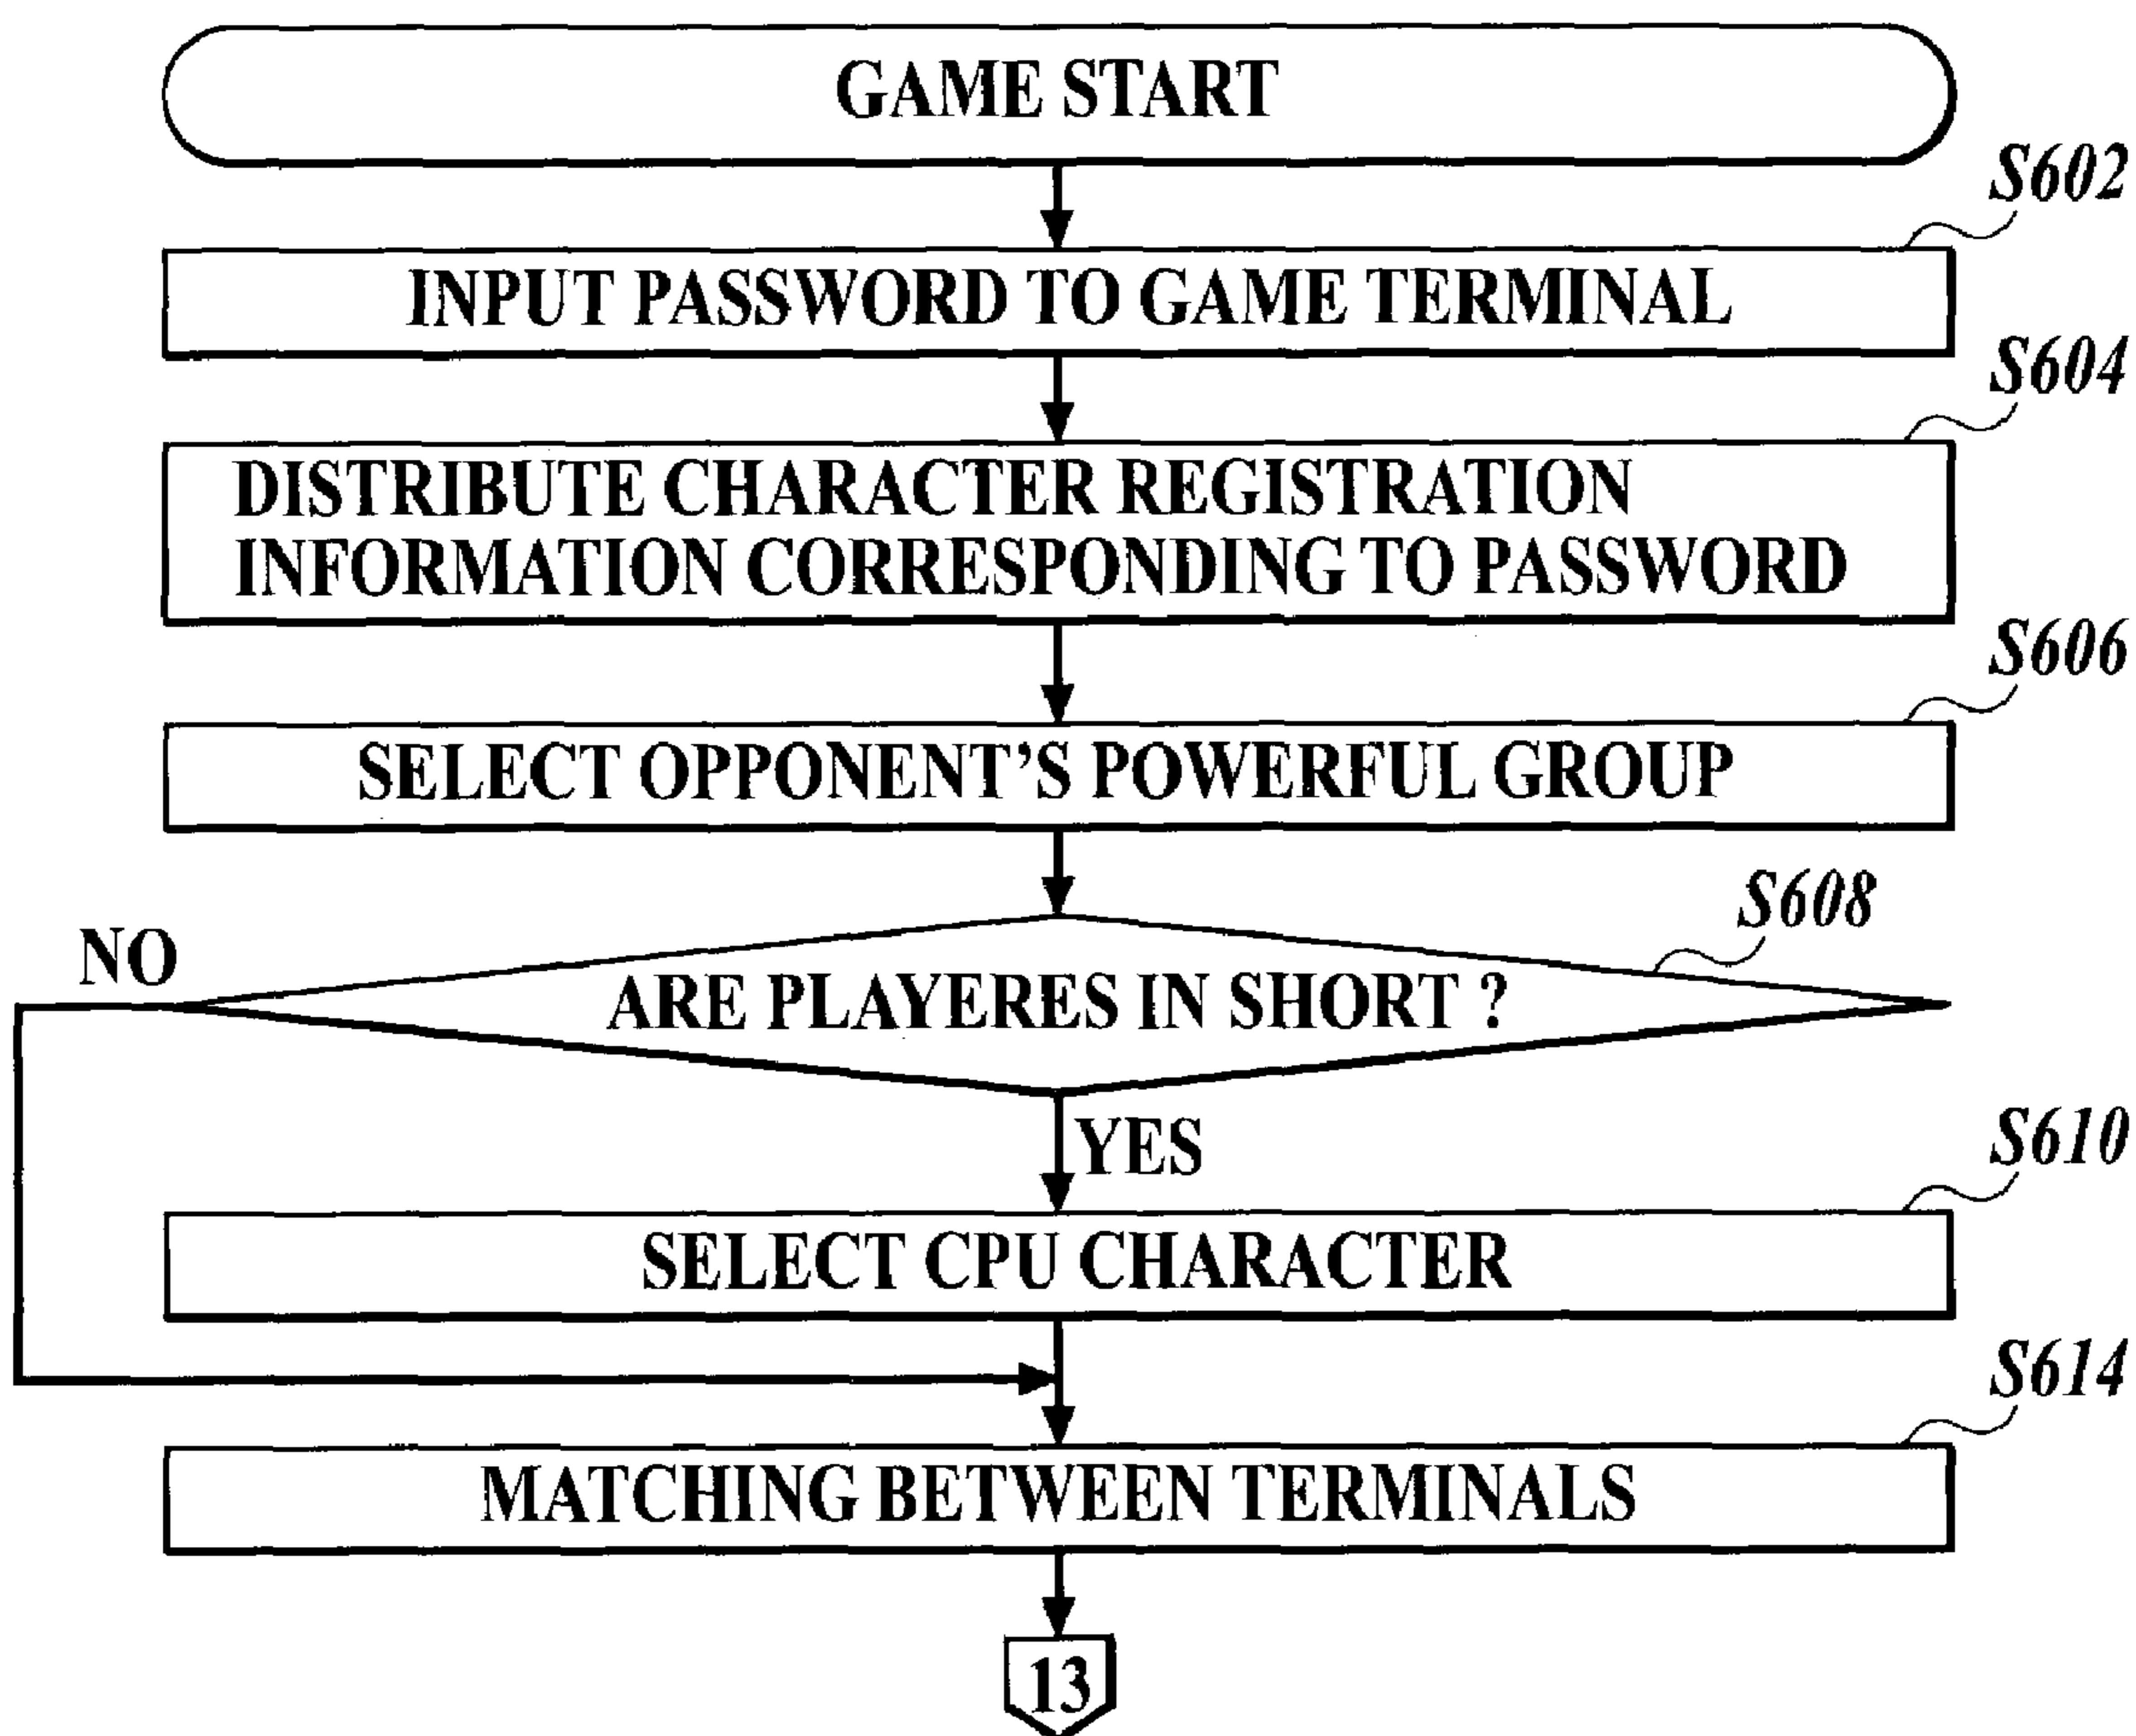 GAME START
S602
INPUT PASSWORD TO GAME TERMINAL
S604
DISTRIBUTE CHARACTER REGISTRATION
INFORMATION CORRESPONDING TO PASSWORD
S606
SELECT OPPONENT'S POWERFUL GROUP
S608
NO
ARE PLAYERES IN SHORT ?
YES
S610
SELECT CPU CHARACTER
S614
MATCHING BETWEEN TERMINALS
13